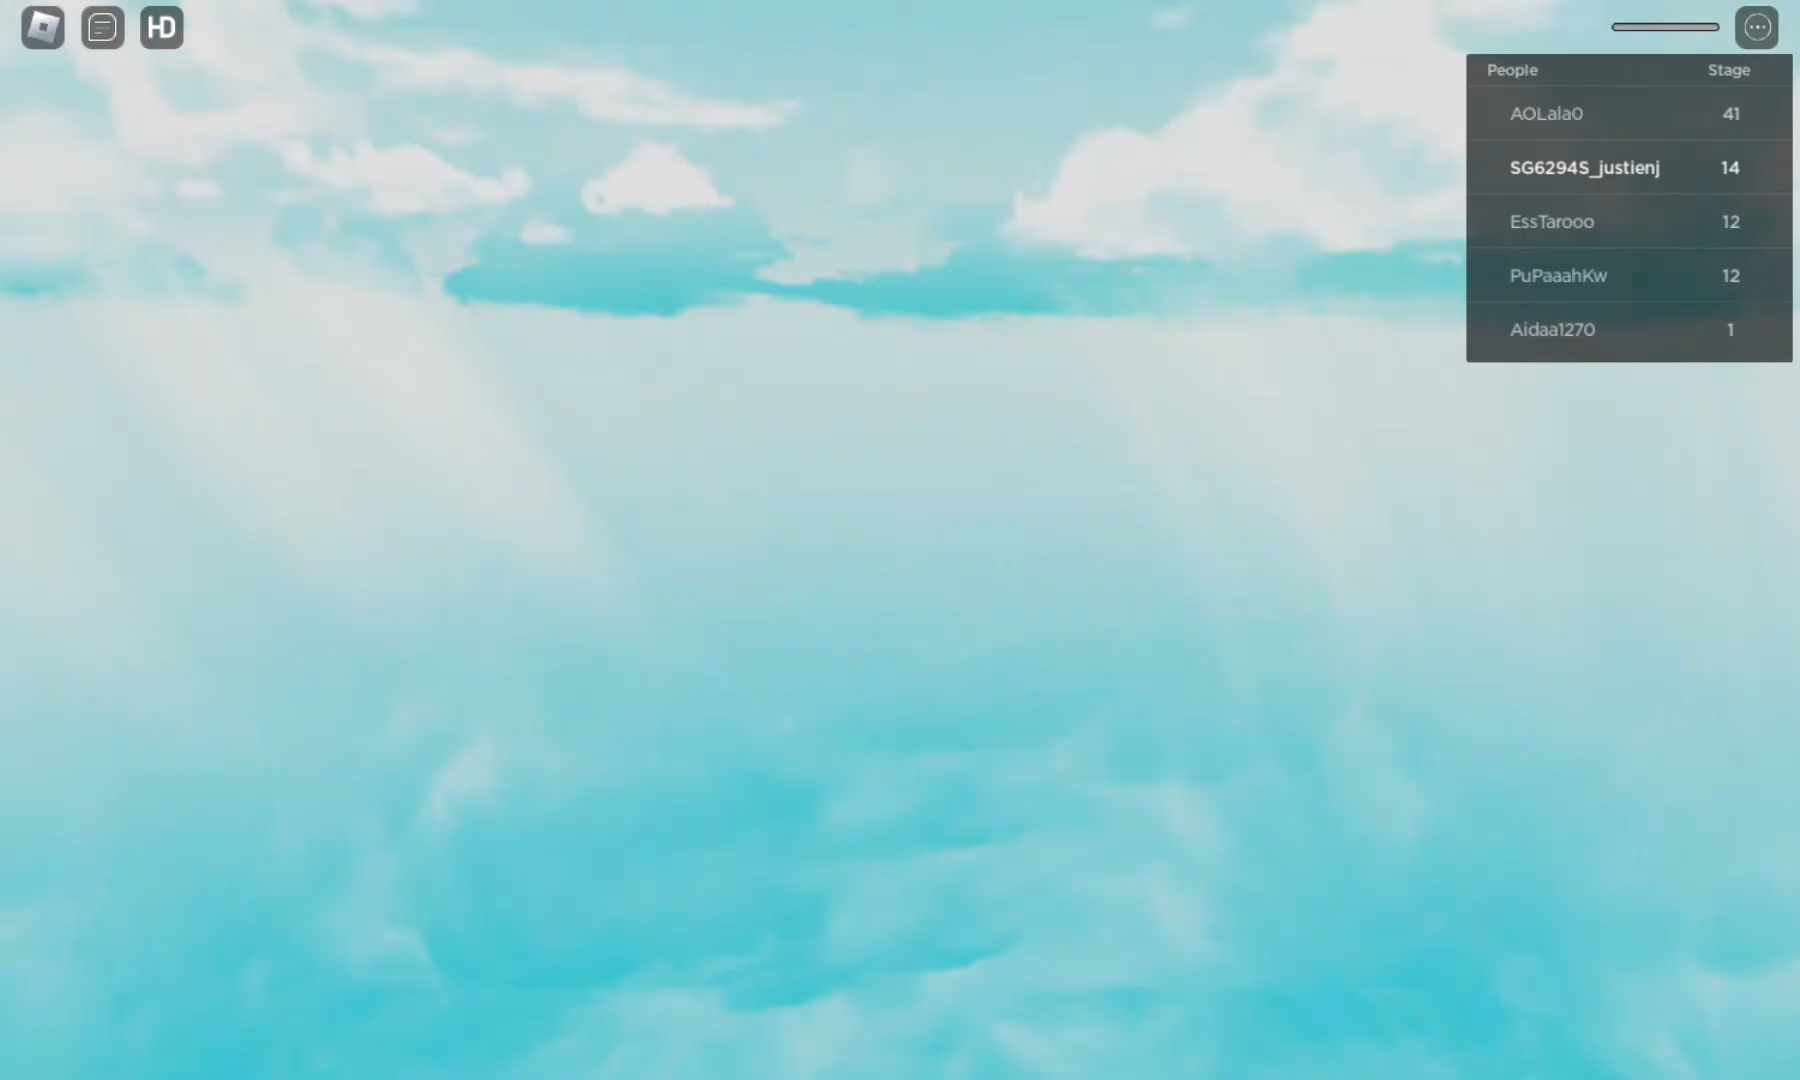 HD
People Stage
AOLala0 41
SG6294S_justienj 14
EssTarooo 12
PuPaaahKw 12
Aidaa1270 1